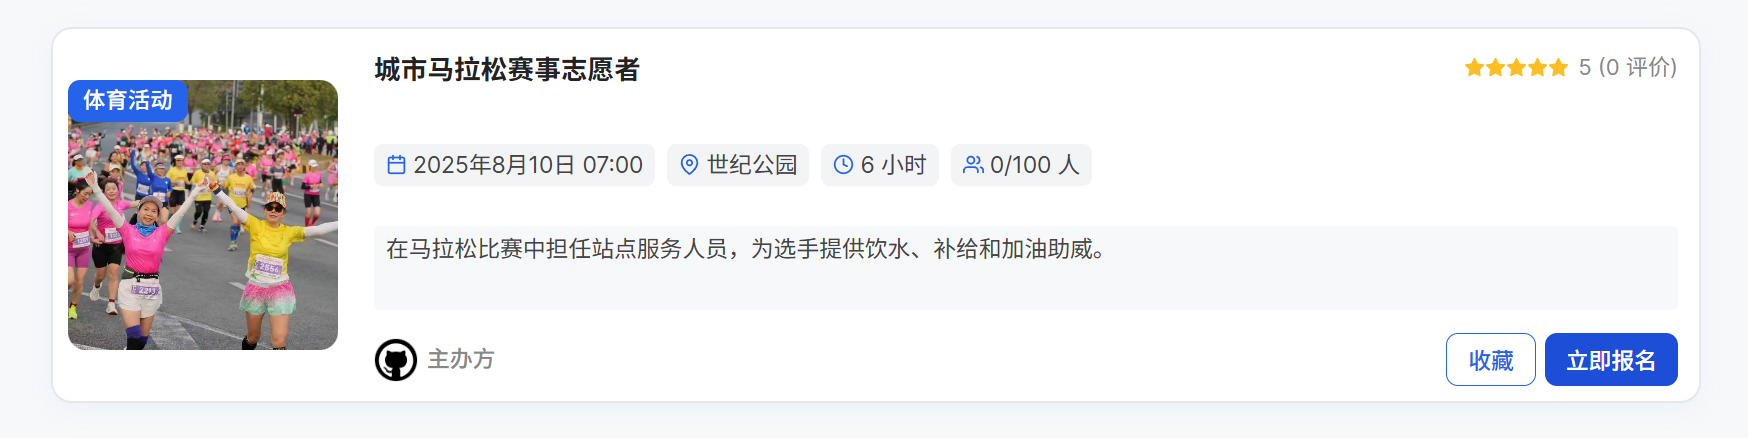 体育活动
城市马拉松赛事志愿者
5 (0 评价)
2025年8月10日 07:00
世纪公园
6 小时
0/100 人
在马拉松比赛中担任站点服务人员，为选手提供饮水、补给和加油助威。
主办方
收藏
立即报名